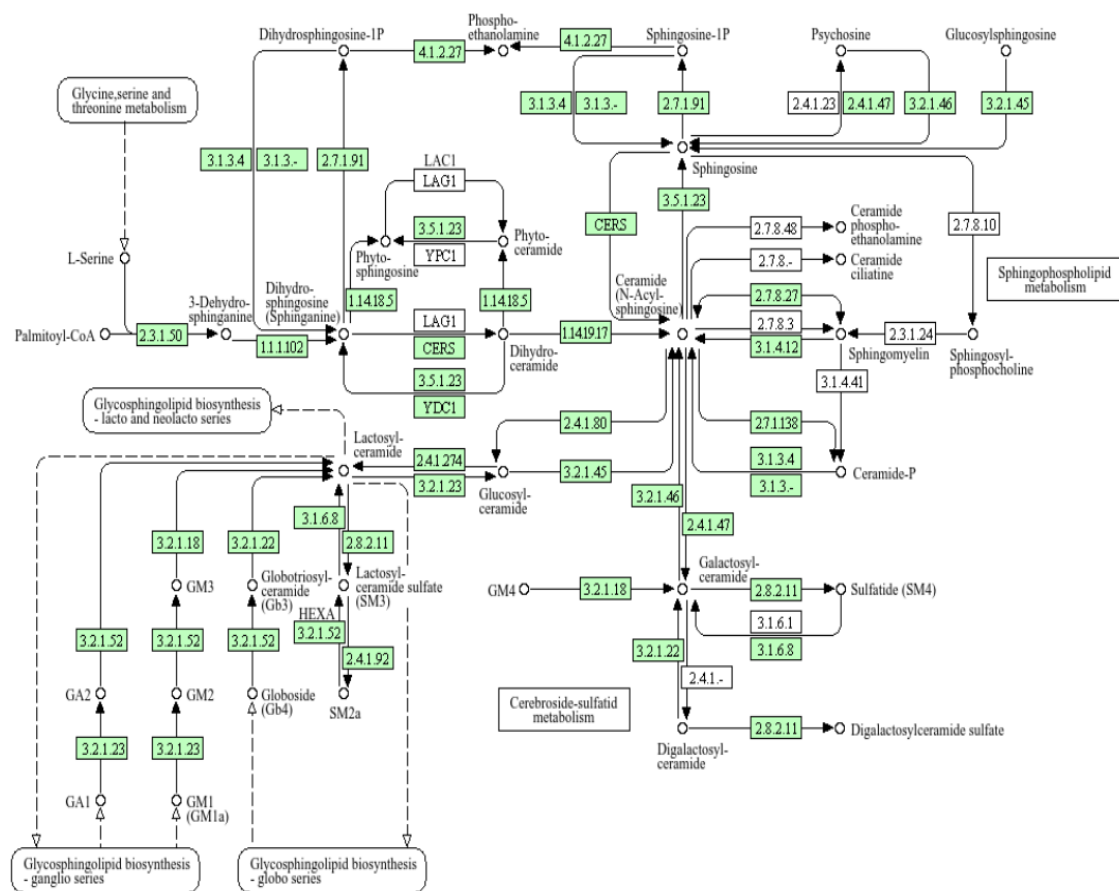 Dihydrosphingosine-1P
Phospho-
ethanolamine
Sphingosine-1P
Psychosine
Glucosylsphingosine
4.1.2.27
4.1.2.27
Glycine,serine and
threonine metabolism
3.1.3.4
3.1.3.-
2.7.1.91
2.4.1.23
2.4.1.47
3.2.1.46
3.2.1.45
3.1.3.4
3.1.3.-
2.7.1.91
LAC1
LAG1
Sphingosine
3.5.1.23
CERS
3.5.1.23
YPC1
Phyto-
sphingosine
Phyto-
ceramide
2.7.8.48
Ceramide
phospho-
ethanolamine
2.7.8.10
2.7.8.-
Ceramide
ciliatine
L-Serine
Sphingophospholipid
metabolism
3-Dehydro-
sphinganine
Dihydro-
sphingosine
(Sphinganine)
1.14.18.5
1.14.18.5
Ceramide
(N-Acyl-
sphingosine)
2.7.8.27
Palmitoyl-CoA
2.3.1.50
1.1.1.102
LAG1
CERS
Dihydro-
ceramide
1.14.19.17
2.7.8.3
3.1.4.12
Sphingomyelin
2.3.1.24
Sphingosyl-
phosphocholine
3.5.1.23
YDC1
3.1.4.41
Glycosphingolipid biosynthesis
- lacto and neolacto series
Lactosyl-
ceramide
2.4.1.80
2.7.1.138
2.4.1.274
3.2.1.23
Glucosyl-
ceramide
3.2.1.45
3.1.3.4
3.1.3.-
Ceramide-P
3.2.1.46
2.4.1.47
3.1.6.8
2.8.2.11
3.2.1.18
3.2.1.22
GM3
Globotriosyl-
ceramide
(Gb3)
Lactosyl-
ceramide sulfate
(SM3)
GM4
3.2.1.18
Galactosyl-
ceramide
2.8.2.11
Sulfatide (SM4)
HEXA
3.2.1.52
3.1.6.1
3.1.6.8
3.2.1.52
3.2.1.52
3.2.1.52
2.4.1.92
3.2.1.22
2.4.1.-
GA2
GM2
Globoside
(Gb4)
SM2a
Cerebroside-sulfatid
metabolism
3.2.1.23
3.2.1.23
Digalactosyl-
ceramide
2.8.2.11
Digalactosylceramide sulfate
GA1
GM1
(GM1a)
Glycosphingolipid biosynthesis
- ganglio series
Glycosphingolipid biosynthesis
- globo series